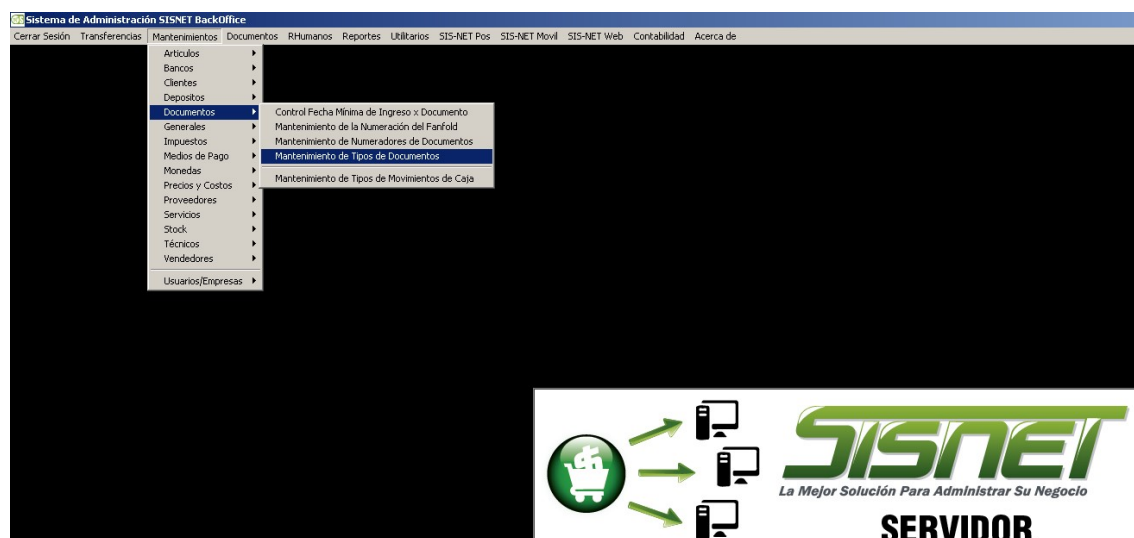 Sistema de Administración SISNET BackOffice
Cerrar Sesión Transferencias Mantenimientos Documentos RHumanos Reportes Utilitarios SIS-NET Pos SIS-NET Movil SIS-NET Web Contabilidad Acerca de
Articulos
Bancos
Clientes
Depositos
Documentos
Generales
Impuestos
Medios de Pago
Monedas
Precios y Costos
Proveedores
Servicios
Stock
Técnicos
Vendedores
Usuarios/Empresas
Control Fecha Mínima de Ingreso x Documento
Mantenimiento de la Numeración del Fanfold
Mantenimiento de Numeradores de Documentos
Mantenimiento de Tipos de Documentos
Mantenimiento de Tipos de Movimientos de Caja
SISNET
La Mejor Solución Para Administrar Su Negocio
SERVIDOR